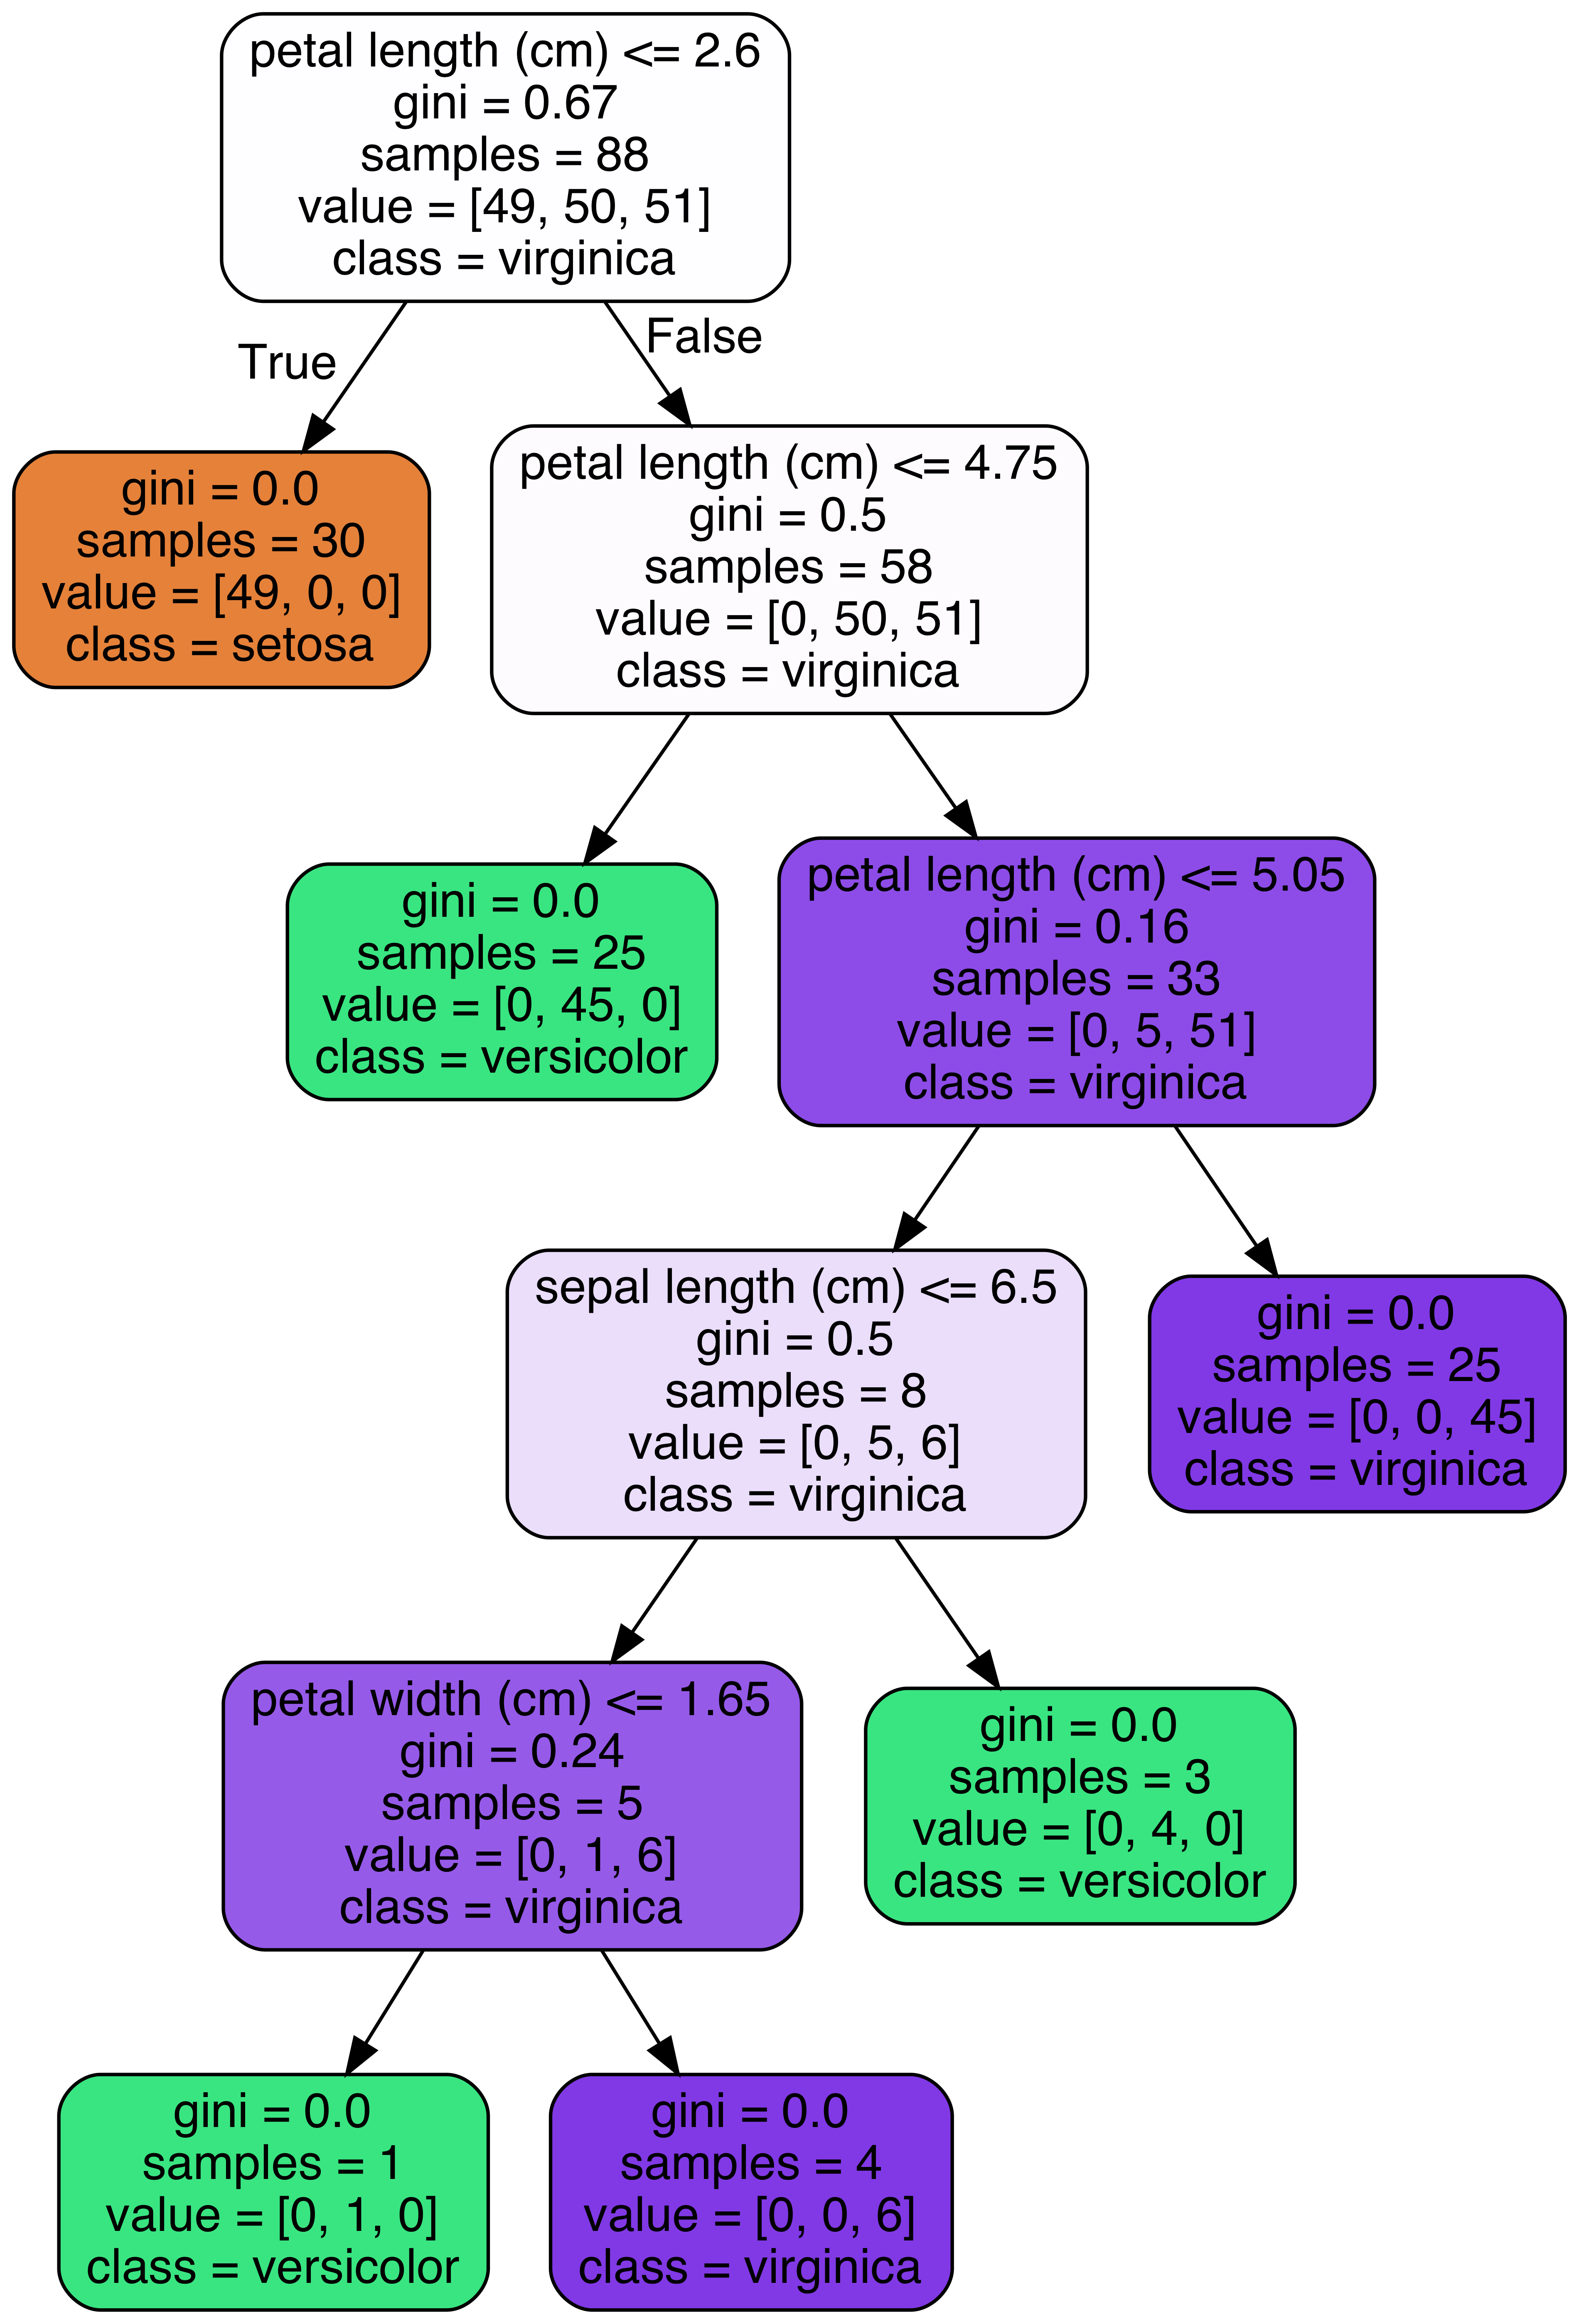 petal length (cm) <= 2.6
gini = 0.67
samples = 88
value = [49, 50, 51]
class = virginica
True
False
gini = 0.0
samples = 30
value = [49, 0, 0]
class = setosa
petal length (cm) <= 4.75
gini = 0.5
samples = 58
value = [0, 50, 51]
class = virginica
gini = 0.0
samples = 25
value = [0, 45, 0]
class = versicolor
petal length (cm) <= 5.05
gini = 0.16
samples = 33
value = [0, 5, 51]
class = virginica
sepal length (cm) <= 6.5
gini = 0.5
samples = 8
value = [0, 5, 6]
class = virginica
gini = 0.0
samples = 25
value = [0, 0, 45]
class = virginica
petal width (cm) <= 1.65
gini = 0.24
samples = 5
value = [0, 1, 6]
class = virginica
gini = 0.0
samples = 3
value = [0, 4, 0]
class = versicolor
gini = 0.0
samples = 1
value = [0, 1, 0]
class = versicolor
gini = 0.0
samples = 4
value = [0, 0, 6]
class = virginica